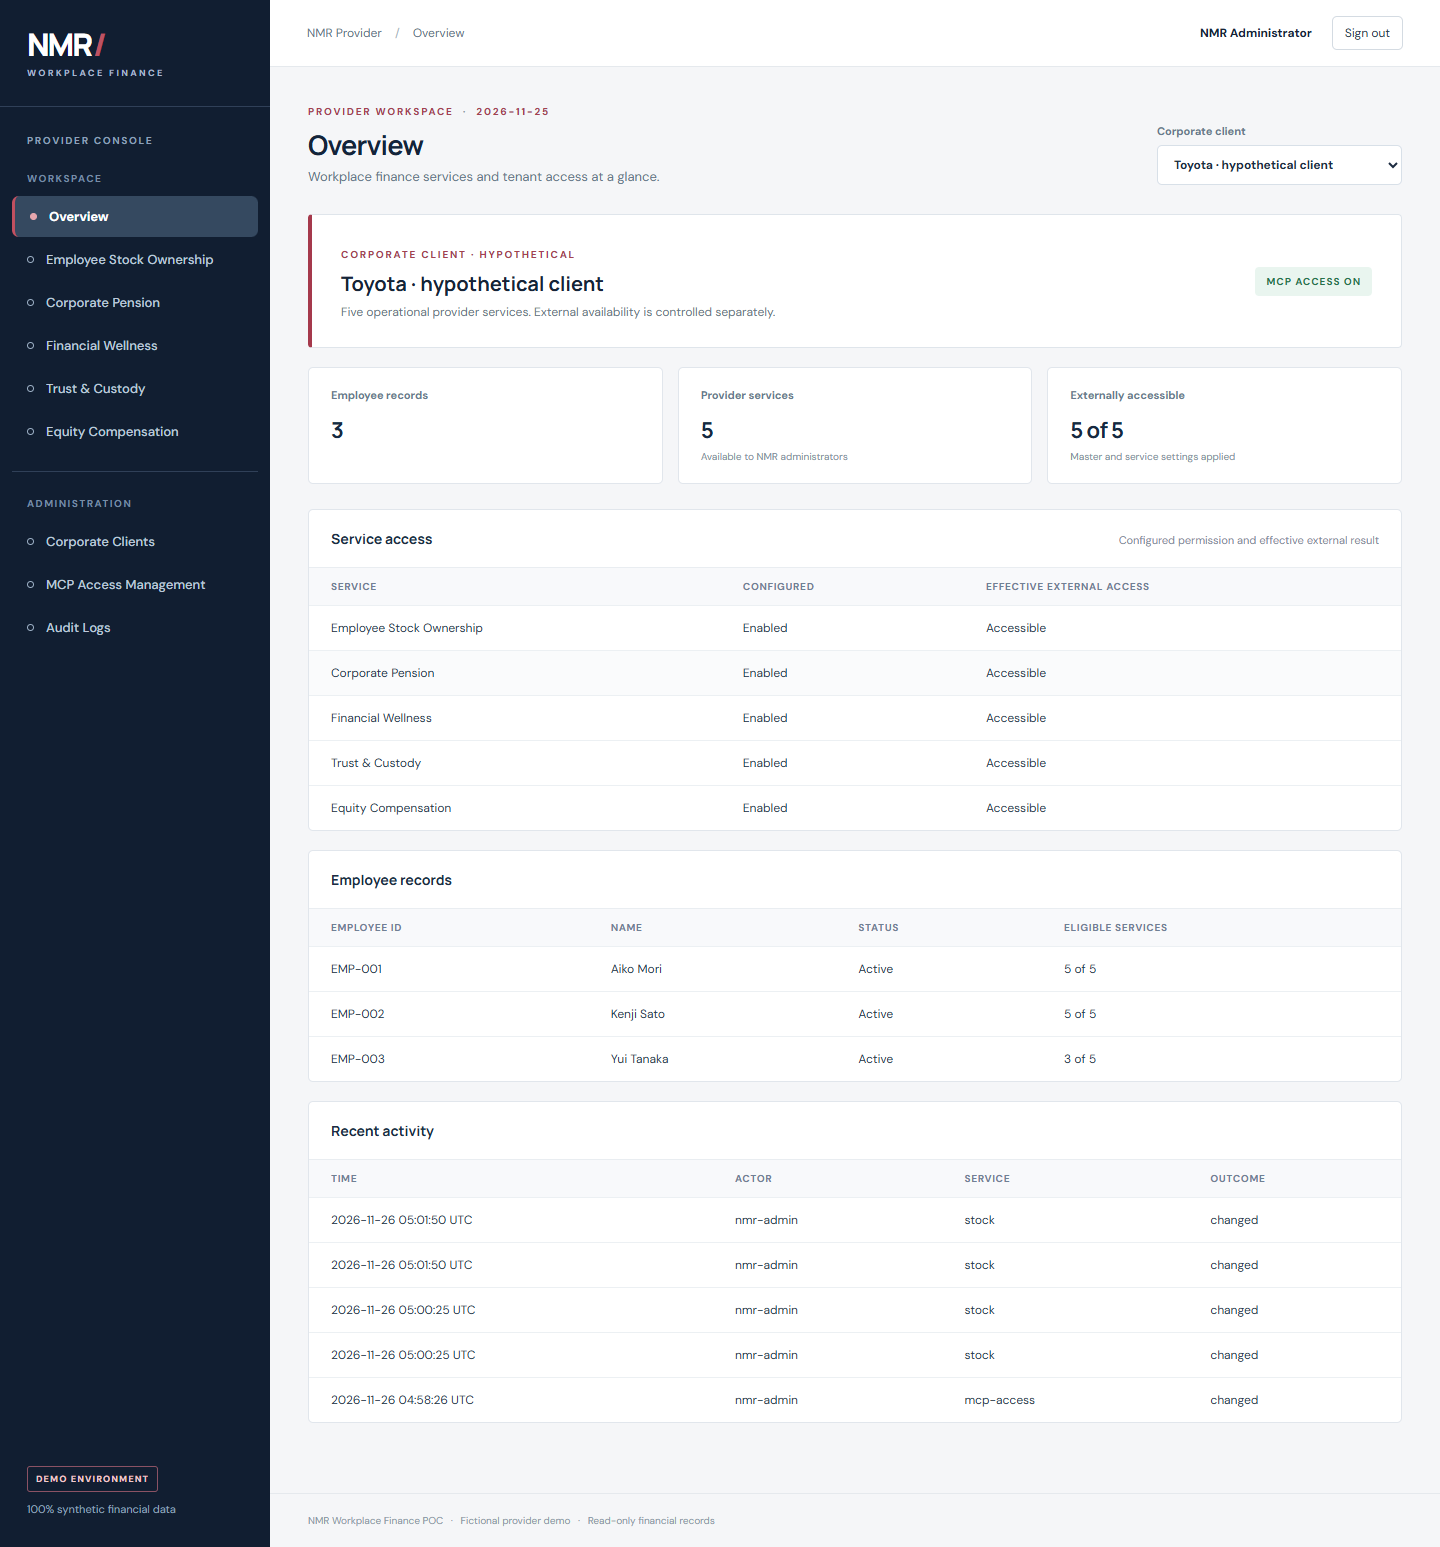 NMR/
WORKPLACE FINANCE
PROVIDER CONSOLE
WORKSPACE
Overview
Employee Stock Ownership
Corporate Pension
Financial Wellness
Trust & Custody
Equity Compensation
ADMINISTRATION
Corporate Clients
MCP Access Management
Audit Logs
DEMO ENVIRONMENT
100% synthetic financial data
NMR Provider / Overview
NMR Administrator
Sign out
PROVIDER WORKSPACE · 2026-11-25
Overview
Workplace finance services and tenant access at a glance.
Corporate client
Toyota · hypothetical client
CORPORATE CLIENT · HYPOTHETICAL
Toyota · hypothetical client
Five operational provider services. External availability is controlled separately.
MCP ACCESS ON
Employee records
3
Provider services
5
Available to NMR administrators
Externally accessible
5 of 5
Master and service settings applied
Service access
Configured permission and effective external result
SERVICE CONFIGURED EFFECTIVE EXTERNAL ACCESS
Employee Stock Ownership Enabled Accessible
Corporate Pension Enabled Accessible
Financial Wellness Enabled Accessible
Trust & Custody Enabled Accessible
Equity Compensation Enabled Accessible
Employee records
EMPLOYEE ID NAME STATUS ELIGIBLE SERVICES
EMP-001 Aiko Mori Active 5 of 5
EMP-002 Kenji Sato Active 5 of 5
EMP-003 Yui Tanaka Active 3 of 5
Recent activity
TIME ACTOR SERVICE OUTCOME
2026-11-26 05:01:50 UTC nmr-admin stock changed
2026-11-26 05:01:50 UTC nmr-admin stock changed
2026-11-26 05:00:25 UTC nmr-admin stock changed
2026-11-26 05:00:25 UTC nmr-admin stock changed
2026-11-26 04:58:26 UTC nmr-admin mcp-access changed
NMR Workplace Finance POC · Fictional provider demo · Read-only financial records